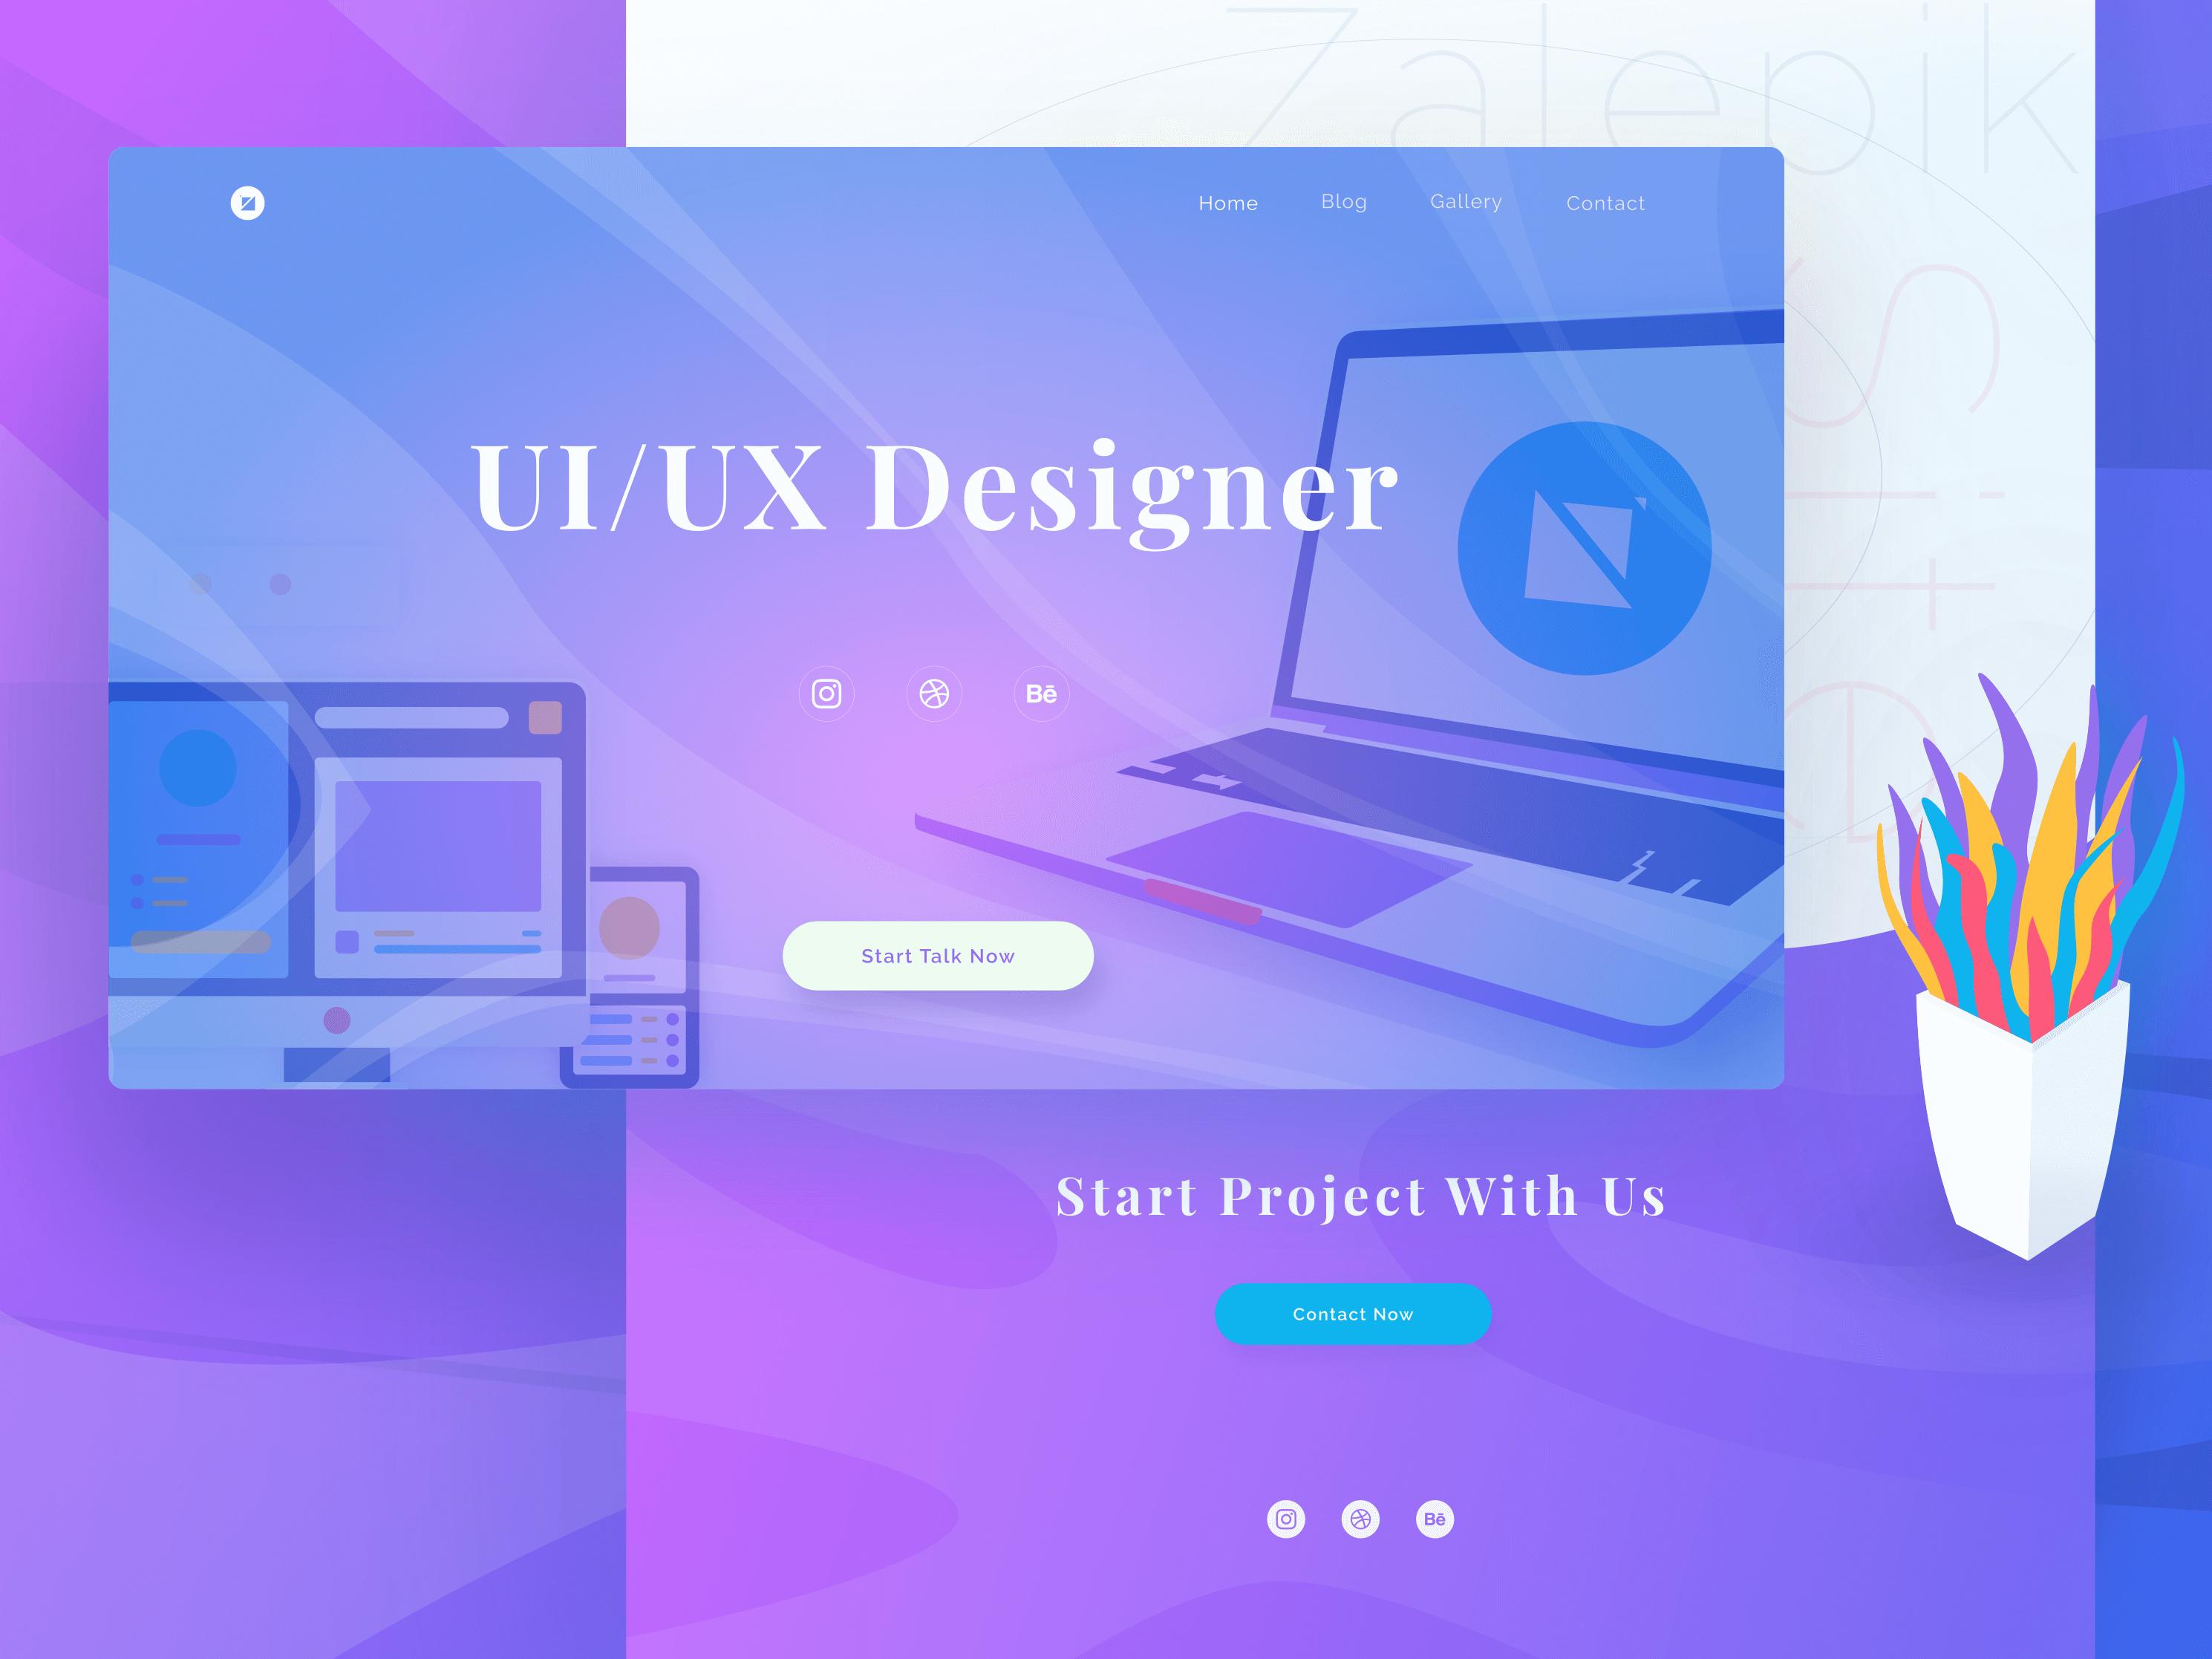 Zalepik
Home Blog Gallery Contact
UI/UX Designer
Bē
Start Talk Now
Start Project With Us
Contact Now
Bē